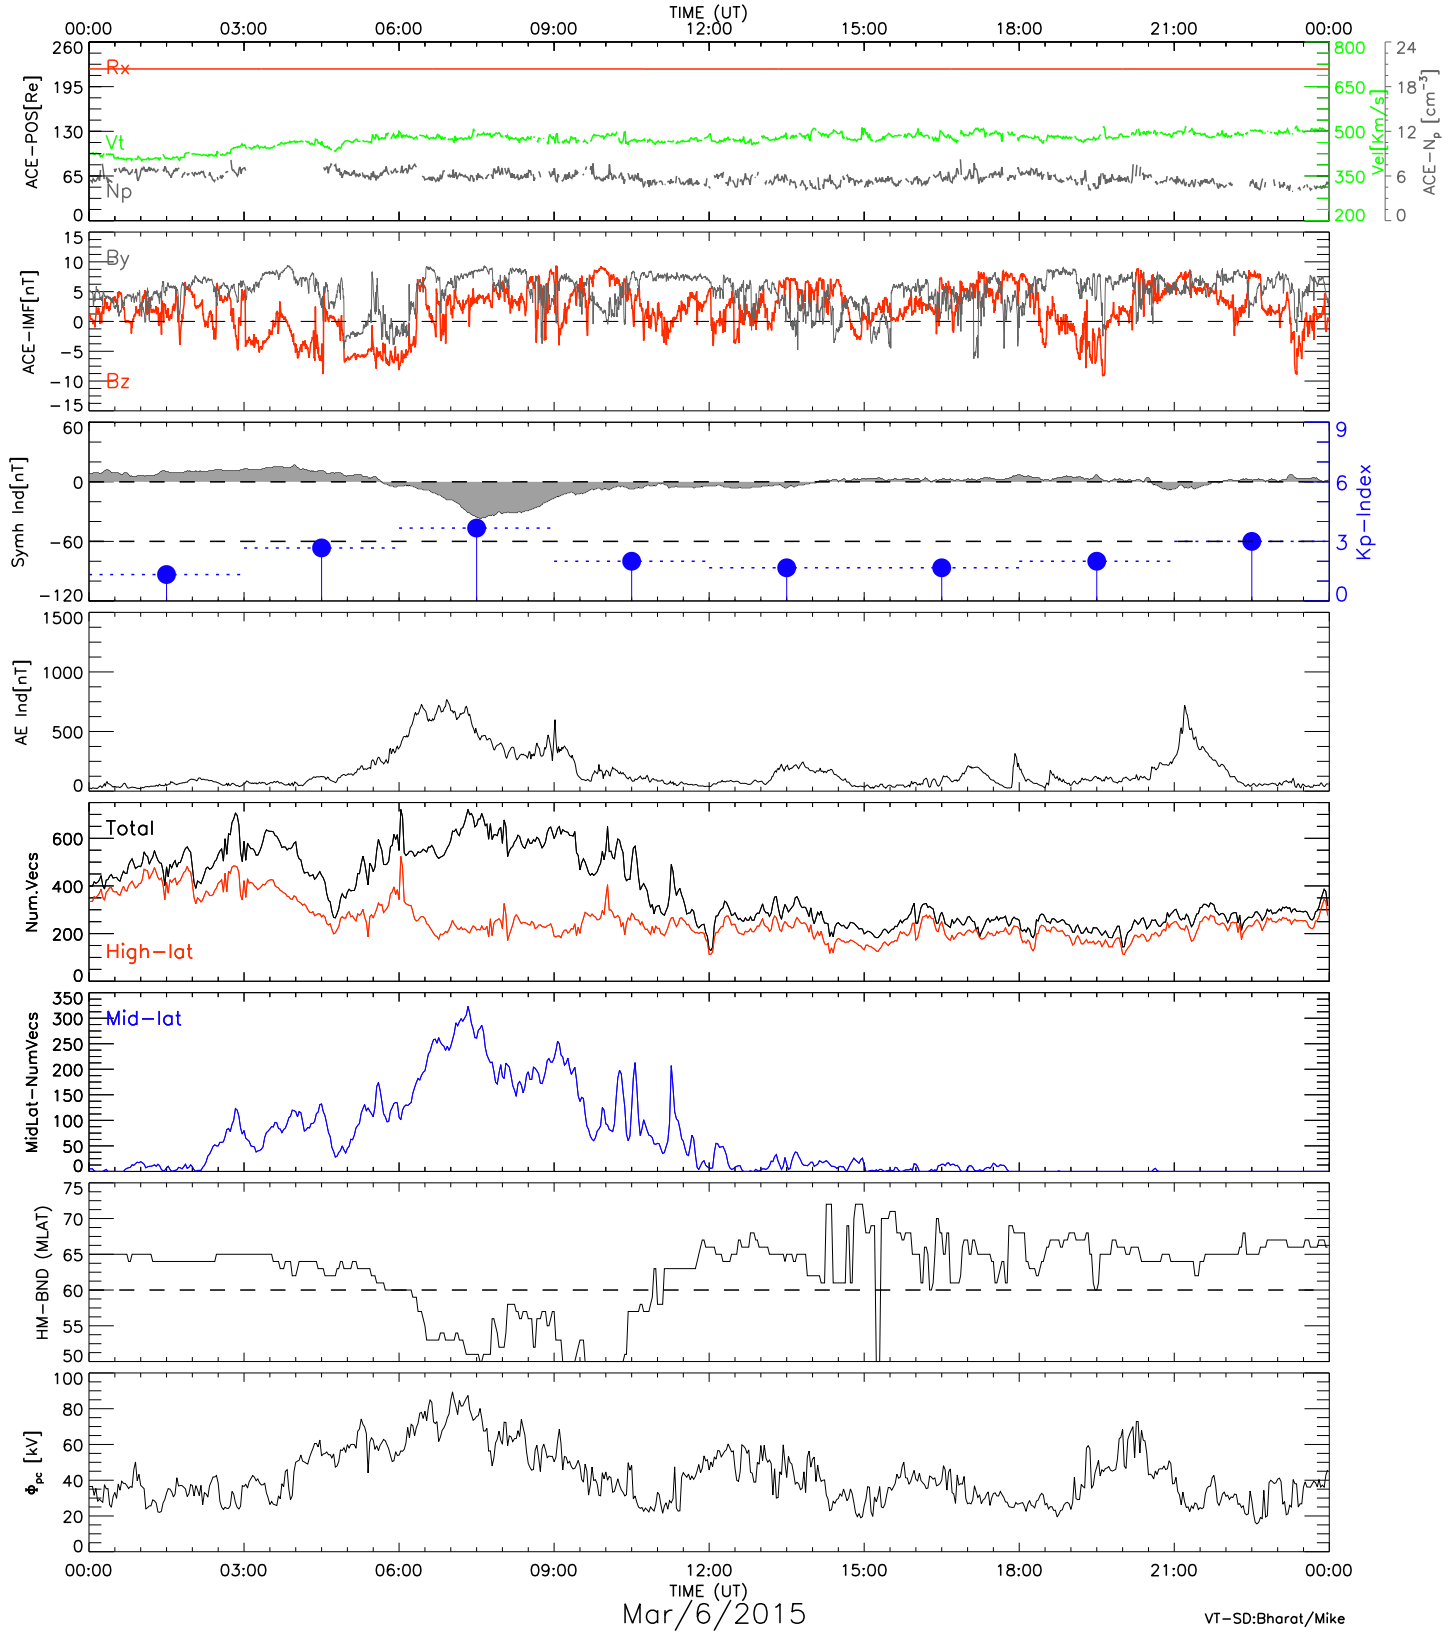 TIME (UT)
00:00 03:00 06:00 09:00 12:00 15:00 18:00 21:00 00:00
260 195 130 65 0
ACE-POS[Re]
Rx
Vt
Np
800 650 500 350 200
Vel[Km/s]
24 18 12 6 0
ACE-Np [cm-3]
15 10 5 0 -5 -10 -15
ACE-IMF[nT]
By
Bz
60 0 -60 -120
Symh Ind[nT]
9 6 3 0
Kp-Index
1500 1000 500 0
AE Ind[nT]
600 400 200 0
Num.Vecs
Total
High-lat
350 300 250 200 150 100 50 0
MidLat-NumVecs
Mid-lat
75 70 65 60 55 50
HM-BND (MLAT)
100 80 60 40 20 0
Φpc [kV]
00:00 03:00 06:00 09:00 12:00 15:00 18:00 21:00 00:00
TIME (UT)
Mar/6/2015
VT-SD:Bharat/Mike